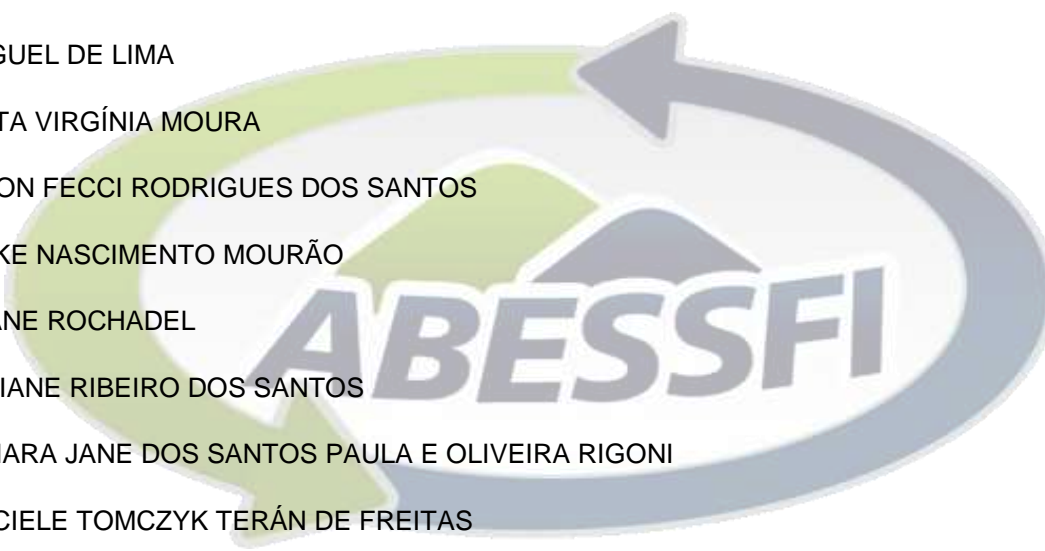 GUEL DE LIMA
TA VIRGÍNIA MOURA
ON FECCI RODRIGUES DOS SANTOS
KE NASCIMENTO MOURÃO
ANE ROCHADEL
ABESSFI
IANE RIBEIRO DOS SANTOS
IARA JANE DOS SANTOS PAULA E OLIVEIRA RIGONI
CIELE TOMCZYK TERÁN DE FREITAS